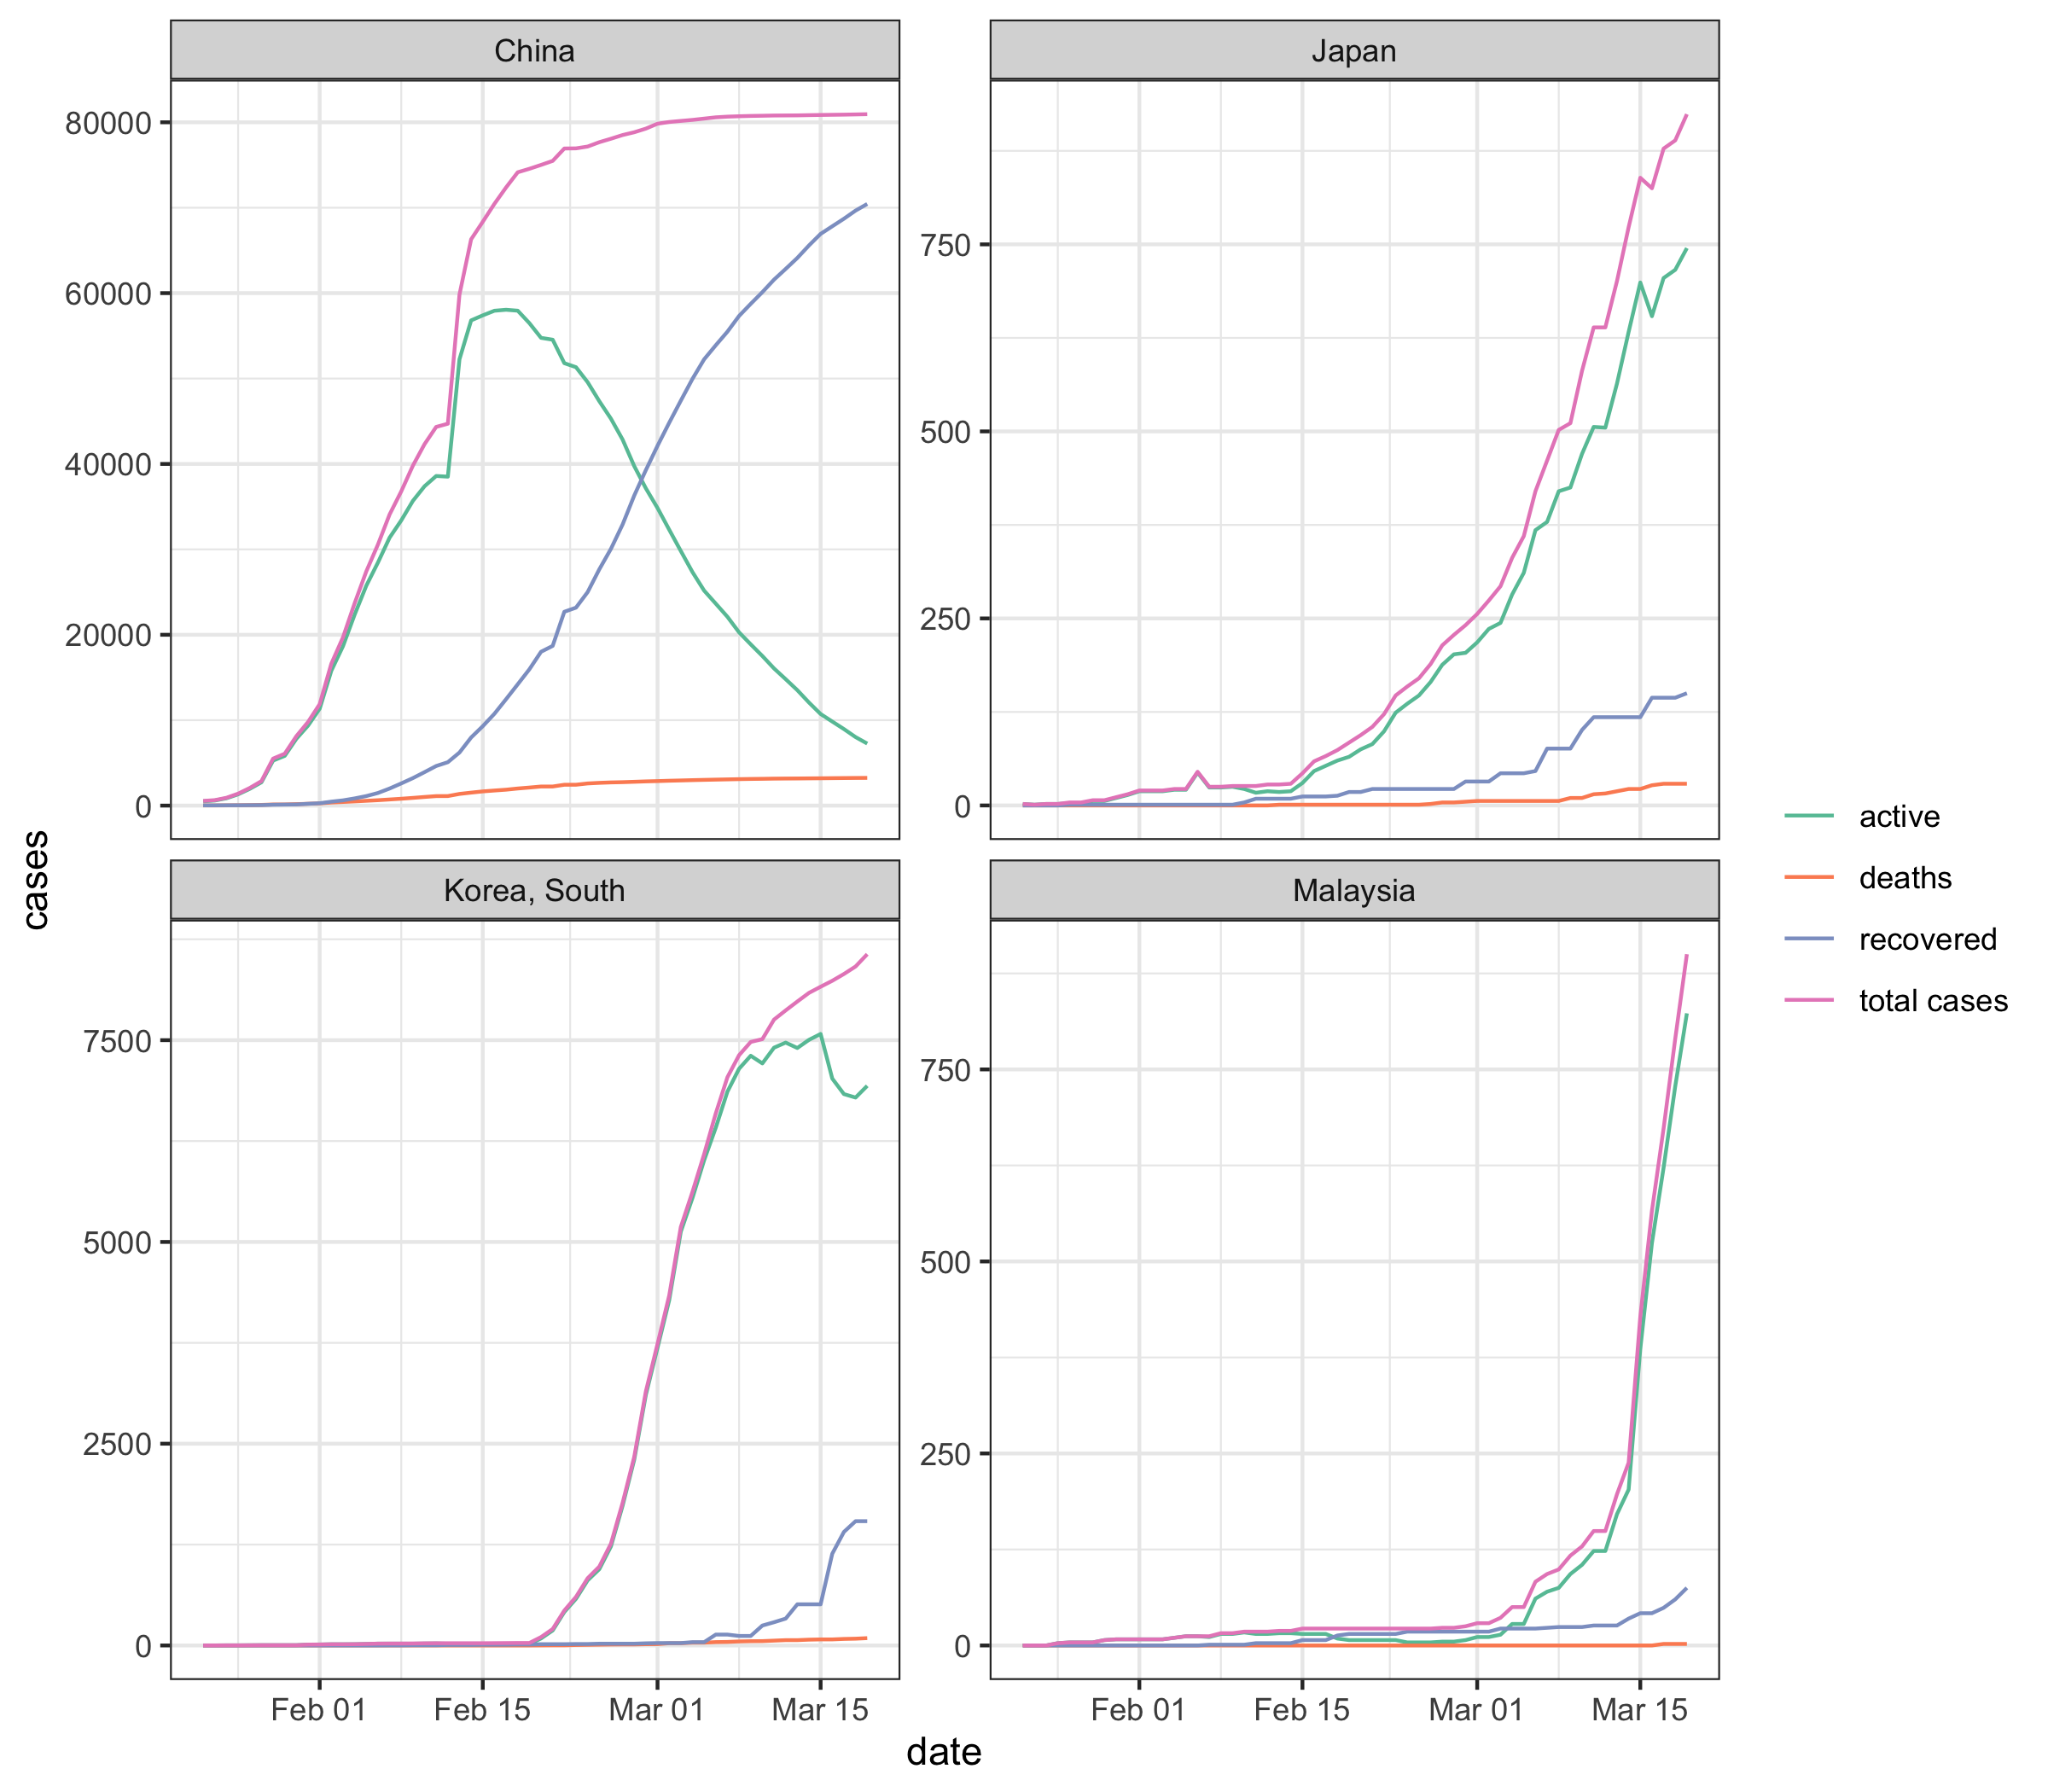 China
Japan
80000
60000
40000
20000
0
750
500
250
0
Korea, South
Malaysia
7500
5000
2500
0
750
500
250
0
Feb 01 Feb 15 Mar 01 Mar 15
Feb 01 Feb 15 Mar 01 Mar 15
date
cases
active
deaths
recovered
total cases